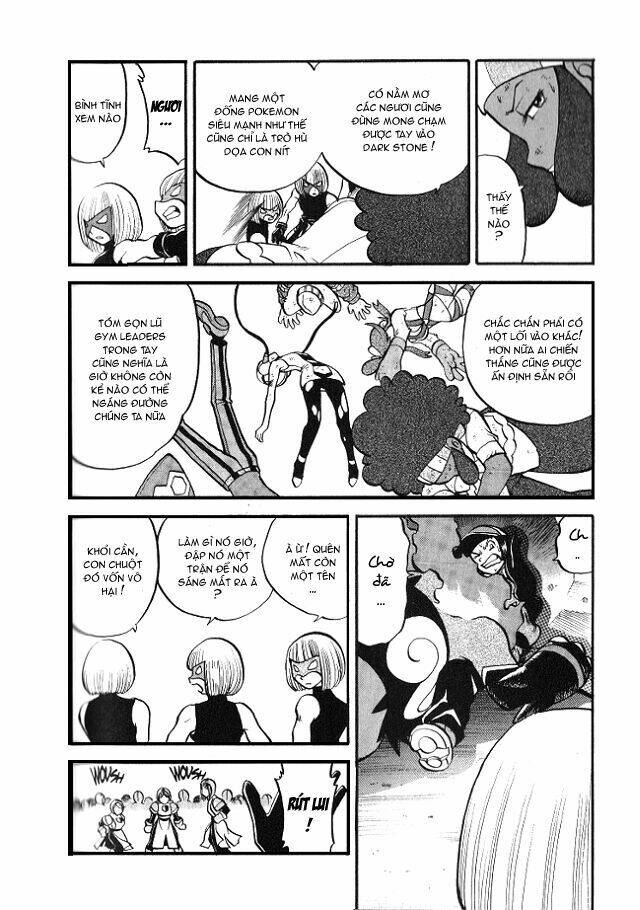 THẤY
THẾ
NÀO
?
CÓ NẰM MƠ
CÁC NGƯƠI CŨNG
ĐỪNG MONG CHẠM
ĐƯỢC TAY VÀO
DARK STONE !
MANG MỘT
ĐỐNG POKEMON
SIÊU MẠNH NHƯ THẾ
CŨNG CHỈ LÀ TRÒ HÙ
DỌA CON NÍT
NGƯƠI
...
BÌNH TĨNH
XEM NÀO
CHẮC CHẮN PHẢI CÓ
MỘT LỐI VÀO KHÁC!
HƠN NỮA AI CHIẾN
THẮNG CŨNG ĐƯỢC
ẤN ĐỊNH SẴN RỒI
TÓM GỌN LŨ
GYM LEADERS
TRONG TAY
CŨNG NGHĨA LÀ
GIỜ KHÔNG CÒN
KẺ NÀO CÓ THỂ
NGÁNG ĐƯỜNG
CHÚNG TA NỮA
Ch
..
Chờ
đã
...
À Ừ! QUÊN
MẤT CÒN
MỘT TÊN
...
LÀM GÌ NÓ GIỜ,
ĐẬP NÓ MỘT
TRẬN ĐỂ NÓ
SÁNG MẮT RA À
?
KHỎI CẦN,
CON CHUỘT
ĐÓ VỐN VÔ
HẠI !
RÚT LUI
!
WOUSH
WOUSH